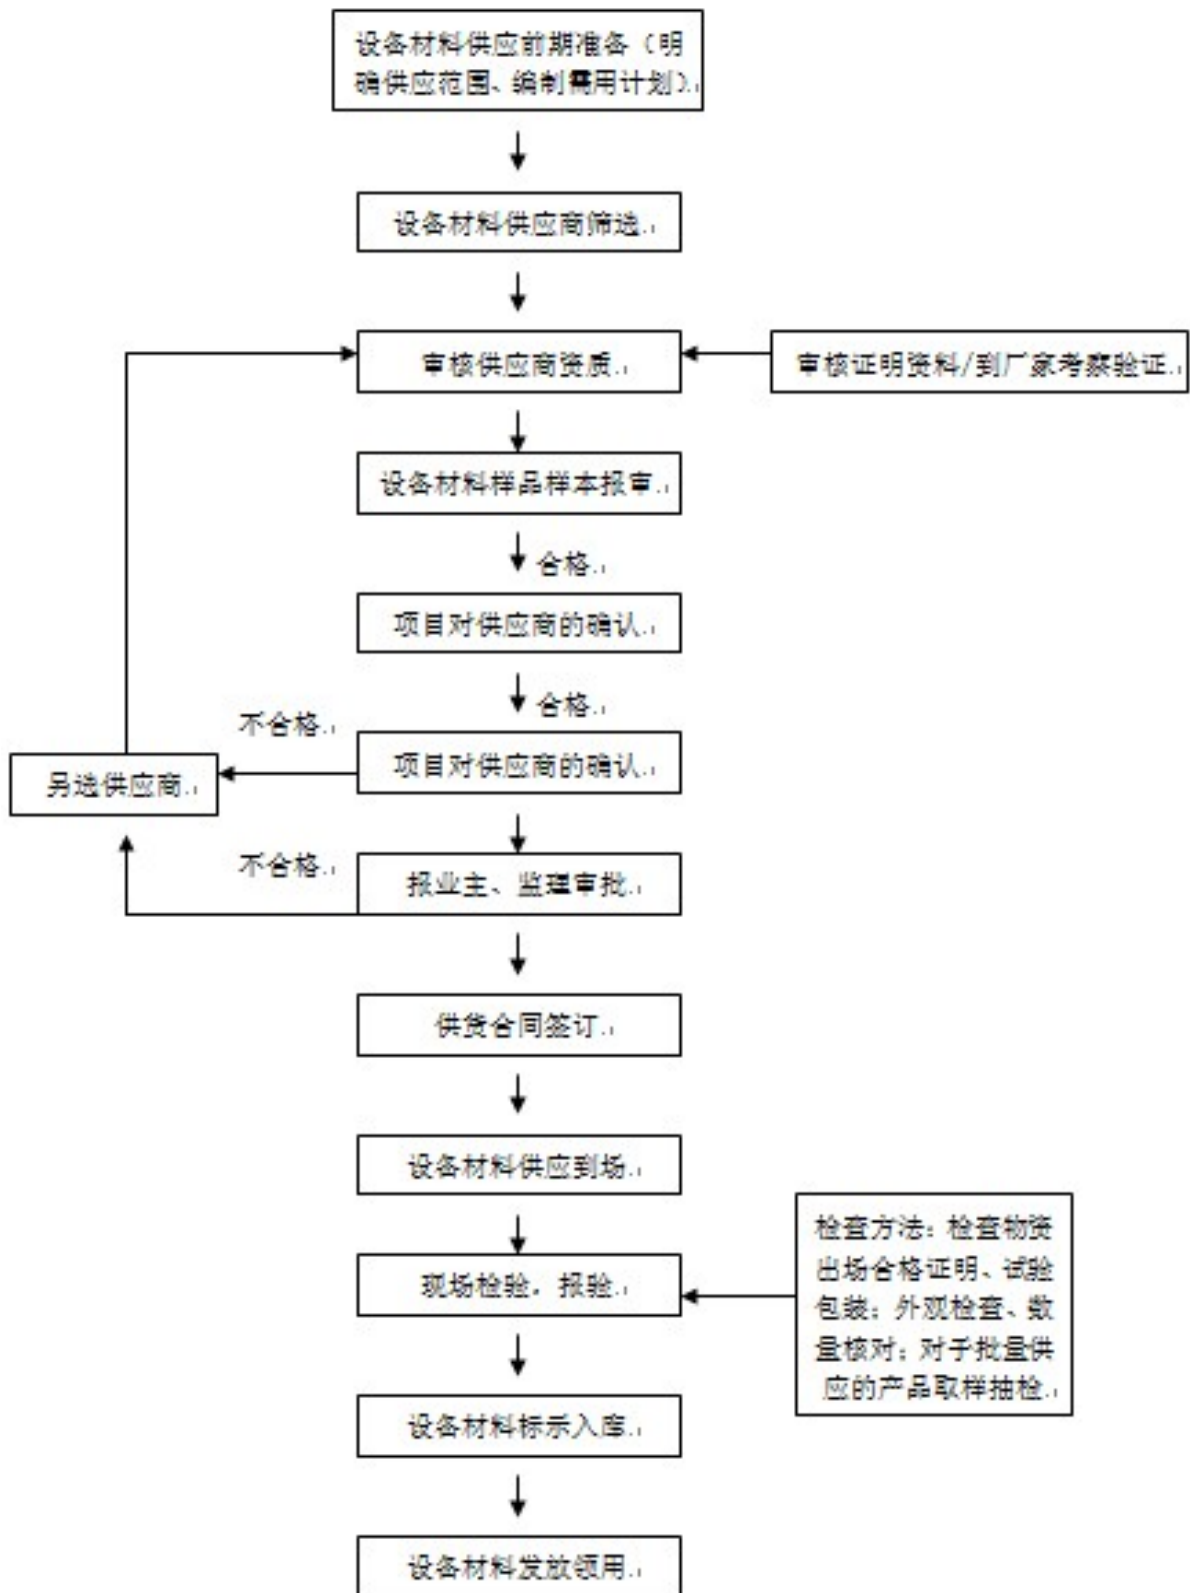 设备材料供应前期准备（明
确供应范围、编制需用计划）
设备材料供应商筛选
审核供应商资质
审核证明资料/到厂家考察验证
设备材料样品样本报审
合格
项目对供应商的确认
合格
不合格
项目对供应商的确认
另选供应商
不合格
报业主、监理审批
供货合同签订
设备材料供应到场
检查方法：检查物资
出场合格证明、试验
包装；外观检查、数
量核对；对于批量供
应的产品取样抽检
现场检验，报验
设备材料标示入库
设备材料发放领用